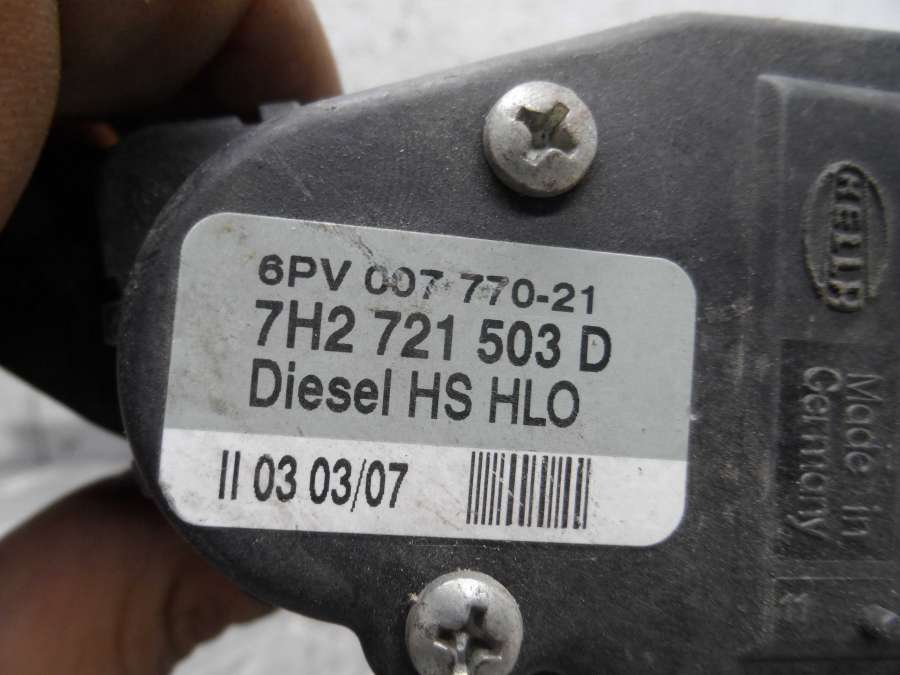 6PV 007 770-21
7H2 721 503 D
Diesel HS HLO
II 03 03/07
HELLA
Made in
Germany